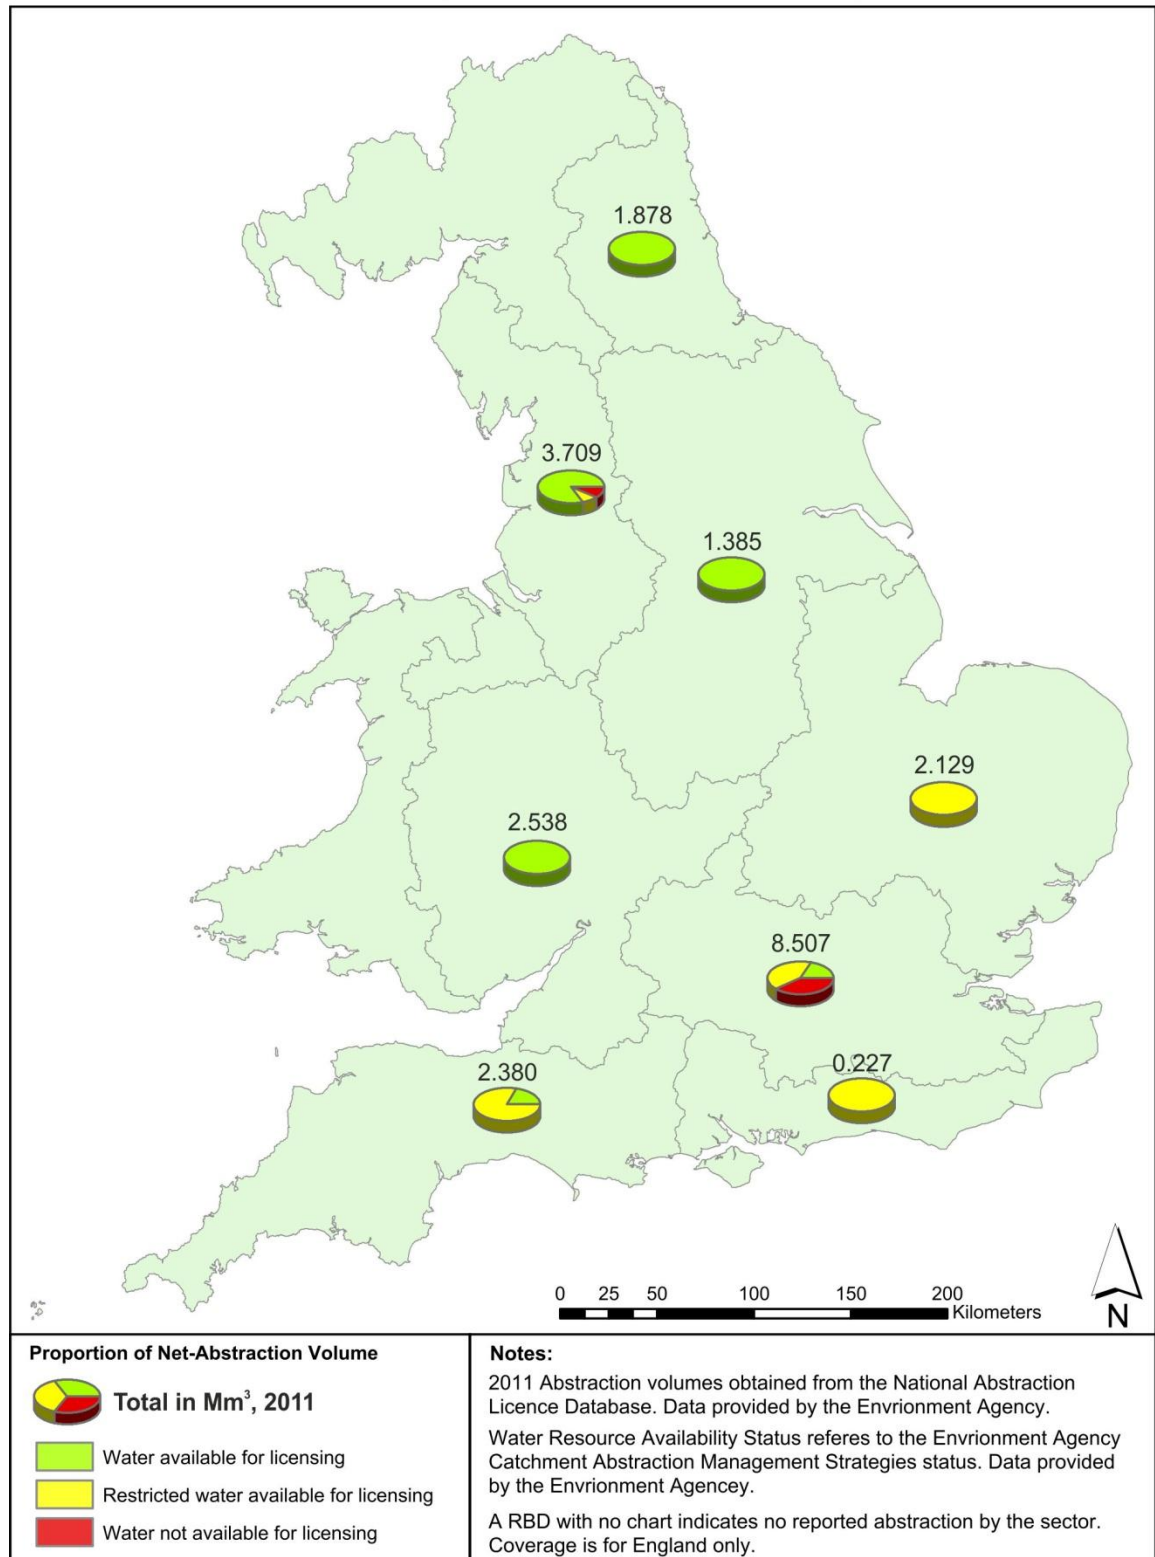 1.878
3.709
1.385
2.129
2.538
8.507
2.380
0.227
0 25 50 100 150 200
Kilometers
N
Proportion of Net-Abstraction Volume
Total in Mm³, 2011
Water available for licensing
Restricted water available for licensing
Water not available for licensing
Notes:
2011 Abstraction volumes obtained from the National Abstraction
Licence Database. Data provided by the Envrionment Agency.
Water Resource Availability Status referes to the Envrionment Agency
Catchment Abstraction Management Strategies status. Data provided
by the Envrionment Agencey.
A RBD with no chart indicates no reported abstraction by the sector.
Coverage is for England only.